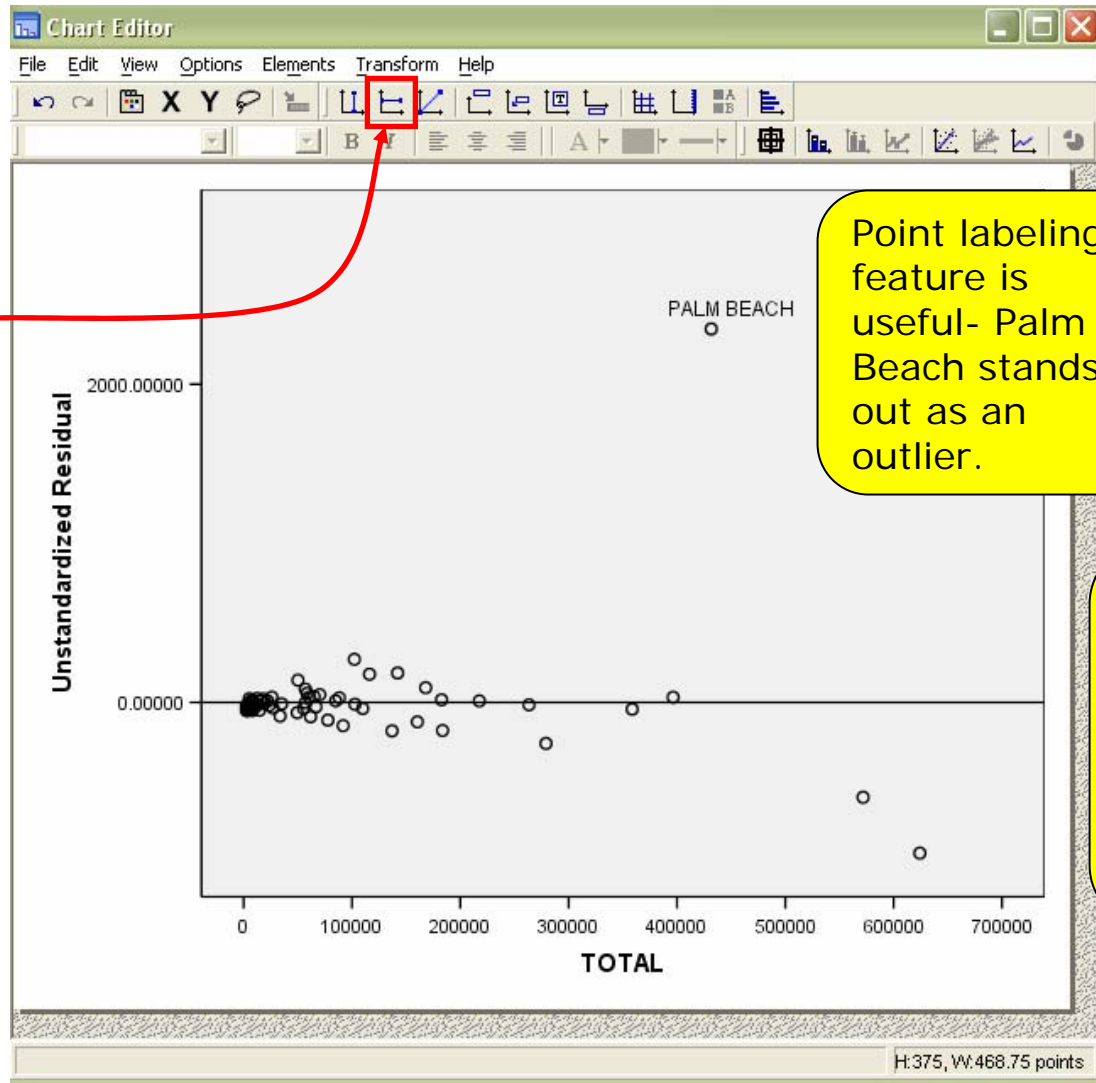 Chart Editor
File Edit View Options Elements Transform Help
X Y
B I A
PALM BEACH
Point labeling
feature is
useful- Palm
Beach stands
out as an
outlier.
2000.00000
0.00000
Unstandardized Residual
0 100000 200000 300000 400000 500000 600000 700000
TOTAL
H:375, W:468.75 points